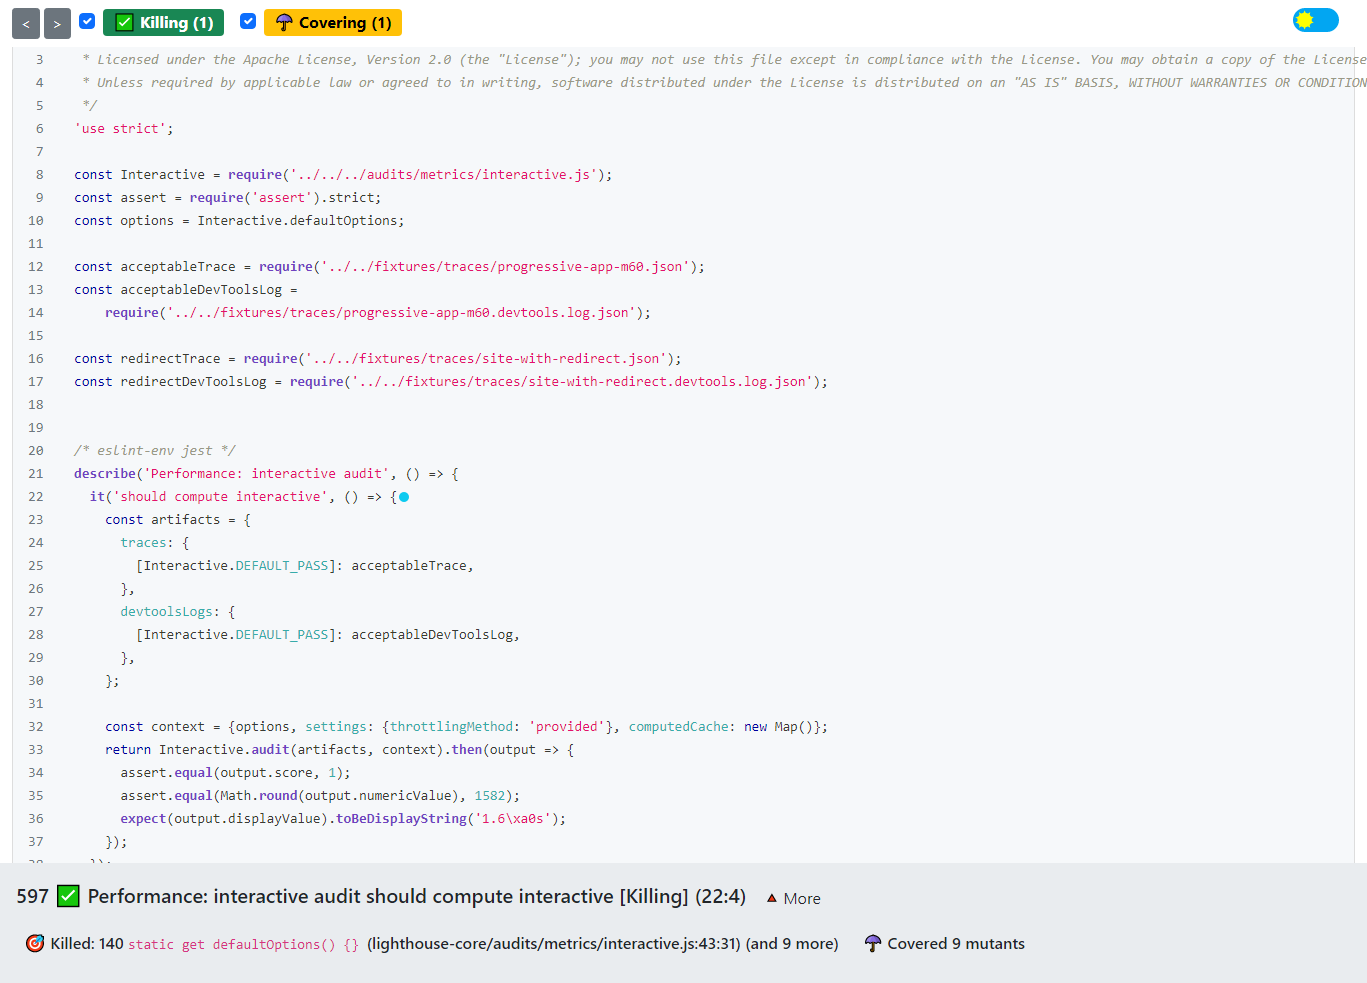 < > Killing (1) Covering (1)
3 * Licensed under the Apache License, Version 2.0 (the "License"); you may not use this file except in compliance with the License. You may obtain a copy of the License
4 * Unless required by applicable law or agreed to in writing, software distributed under the License is distributed on an "AS IS" BASIS, WITHOUT WARRANTIES OR CONDITION
5 */
6 'use strict';
7
8 const Interactive = require('../../../audits/metrics/interactive.js');
9 const assert = require('assert').strict;
10 const options = Interactive.defaultOptions;
11
12 const acceptableTrace = require('../../fixtures/traces/progressive-app-m60.json');
13 const acceptableDevToolsLog =
14 require('../../fixtures/traces/progressive-app-m60.devtools.log.json');
15
16 const redirectTrace = require('../../fixtures/traces/site-with-redirect.json');
17 const redirectDevToolsLog = require('../../fixtures/traces/site-with-redirect.devtools.log.json');
18
19
20 /* eslint-env jest */
21 describe('Performance: interactive audit', () => {
22 it('should compute interactive', () => {
23 const artifacts = {
24 traces: {
25 [Interactive.DEFAULT_PASS]: acceptableTrace,
26 },
27 devtoolsLogs: {
28 [Interactive.DEFAULT_PASS]: acceptableDevToolsLog,
29 },
30 };
31
32 const context = {options, settings: {throttlingMethod: 'provided'}, computedCache: new Map()};
33 return Interactive.audit(artifacts, context).then(output => {
34 assert.equal(output.score, 1);
35 assert.equal(Math.round(output.numericValue), 1582);
36 expect(output.displayValue).toBeDisplayString('1.6\xa0s');
37 });
38 });
597 ✅ Performance: interactive audit should compute interactive [Killing] (22:4) ▲ More
🎯 Killed: 140 static get defaultOptions() {} (lighthouse-core/audits/metrics/interactive.js:43:31) (and 9 more) Covered 9 mutants